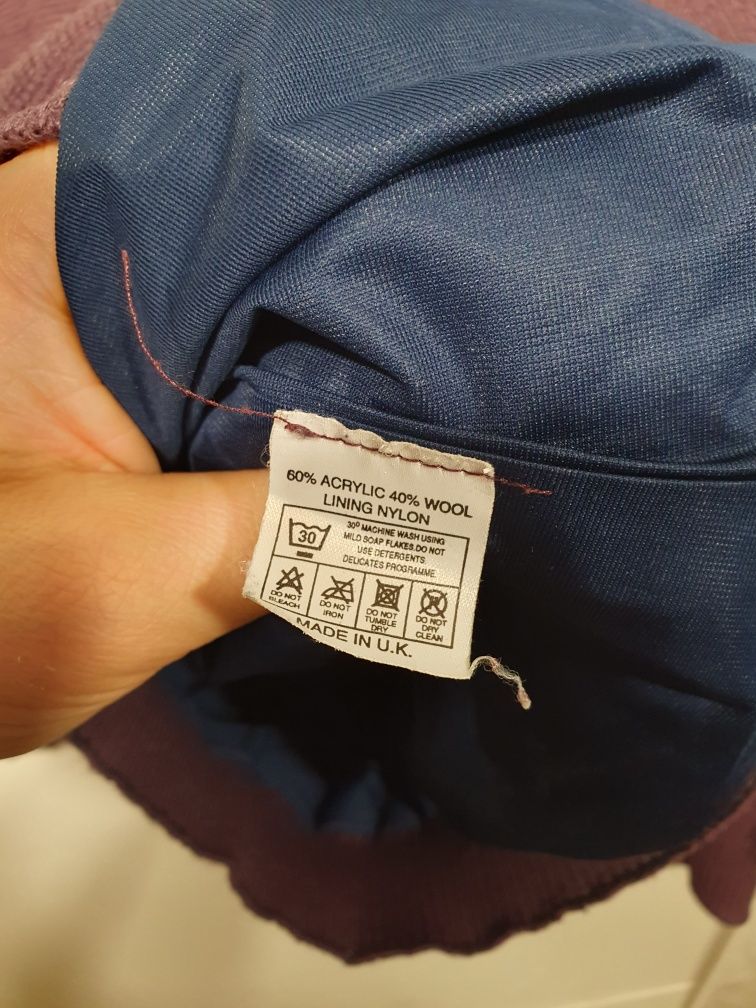 60% ACRYLIC 40% WOOL
LINING NYLON
30
30º MACHINE WASH USING
MILD SOAP FLAKES.DO NOT
USE DETERGENTS
DELICATES PROGRAMME.
DO NOT
BLEACH
DO NOT
IRON
DO NOT
TUMBLE
DRY
DO NOT
DRY
CLEAN
MADE IN U.K.